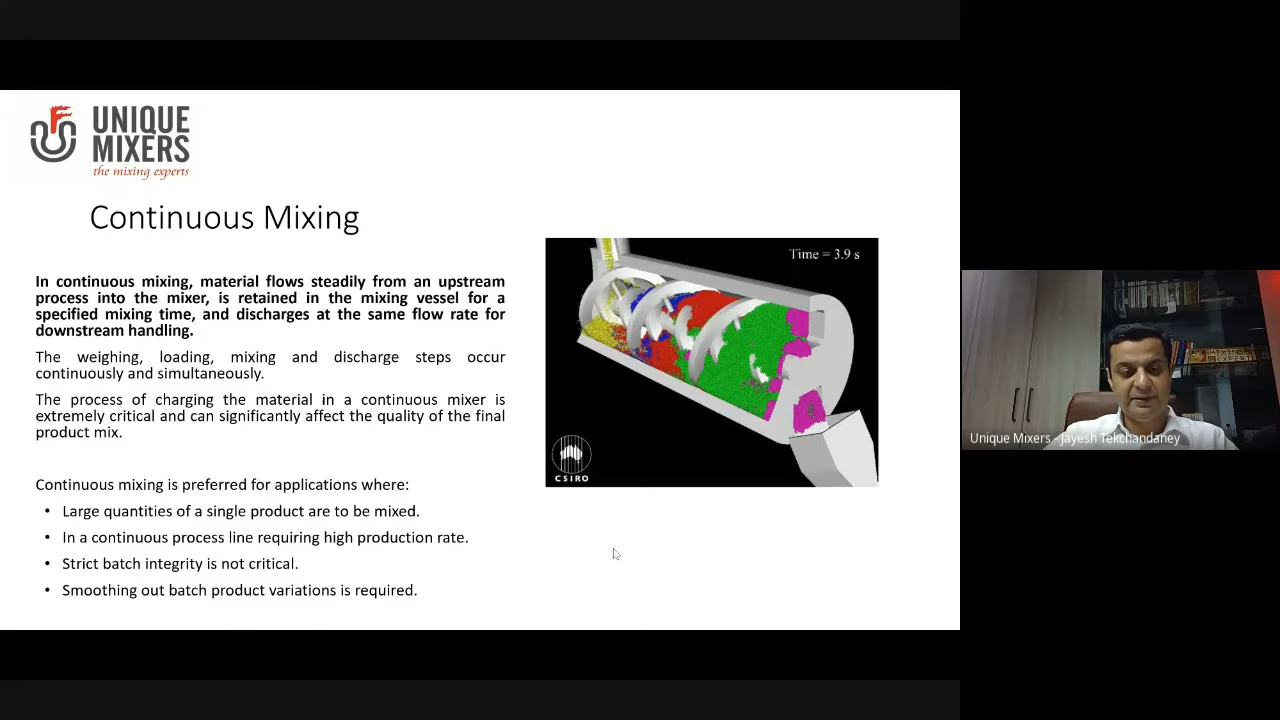 UNIQUE
MIXERS
the mixing experts
Continuous Mixing
In continuous mixing, material flows steadily from an upstream
process into the mixer, is retained in the mixing vessel for a
specified mixing time, and discharges at the same flow rate for
downstream handling.
The weighing, loading, mixing and discharge steps occur
continuously and simultaneously.
The process of charging the material in a continuous mixer is
extremely critical and can significantly affect the quality of the final
product mix.
Continuous mixing is preferred for applications where:
• Large quantities of a single product are to be mixed.
• In a continuous process line requiring high production rate.
• Strict batch integrity is not critical.
• Smoothing out batch product variations is required.
Time = 3.9 s
CSIRO
Unique Mixers - Jayesh Tekchandaney